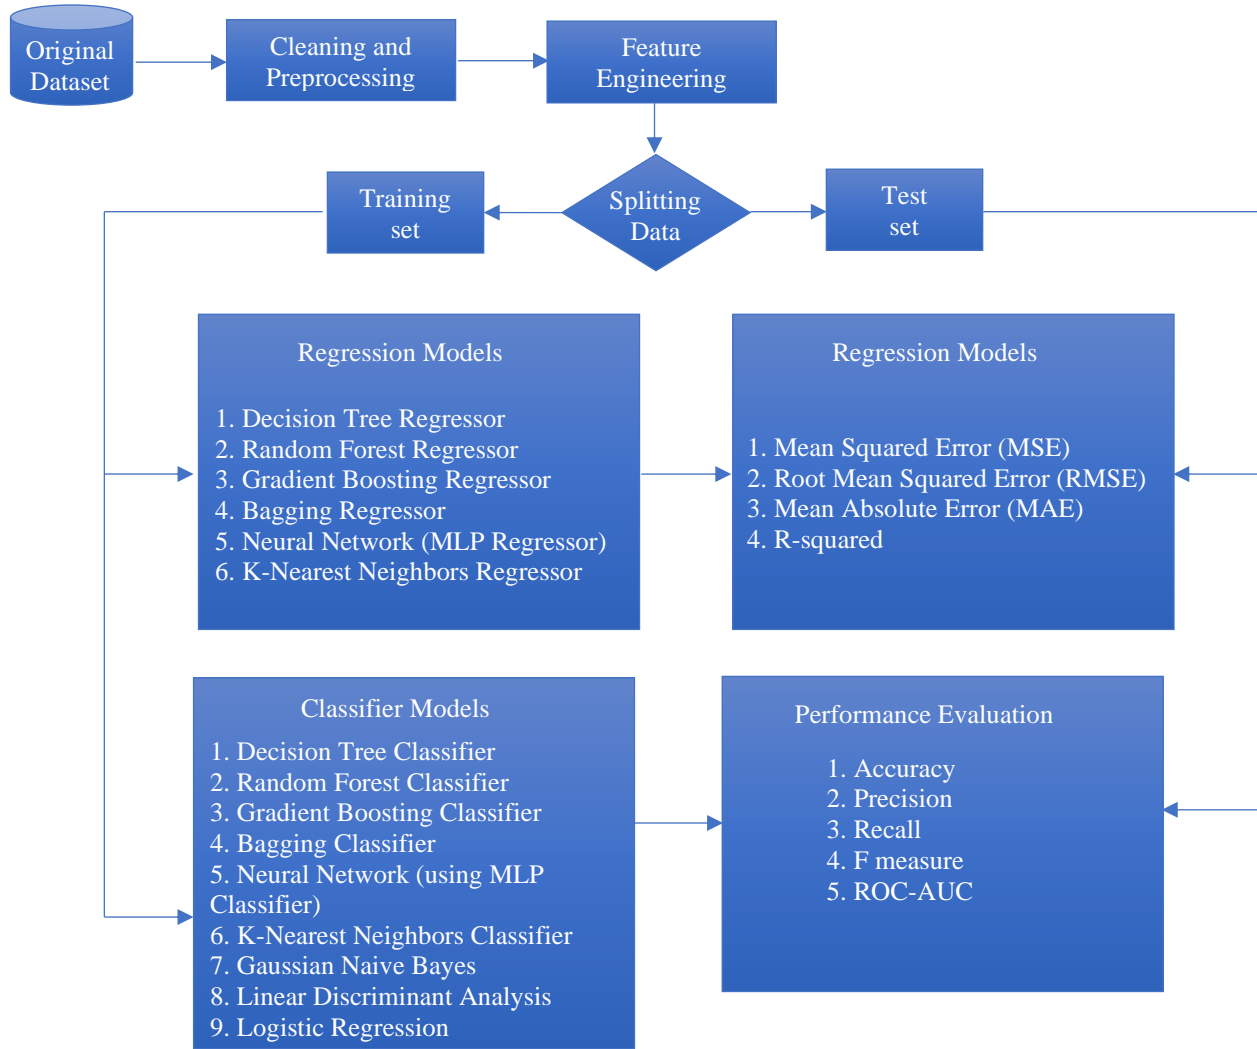 Original
Dataset
Cleaning and
Preprocessing
Feature
Engineering
Training
set
Splitting
Data
Test
set
Regression Models
1. Decision Tree Regressor
2. Random Forest Regressor
3. Gradient Boosting Regressor
4. Bagging Regressor
5. Neural Network (MLP Regressor)
6. K-Nearest Neighbors Regressor
Regression Models
1. Mean Squared Error (MSE)
2. Root Mean Squared Error (RMSE)
3. Mean Absolute Error (MAE)
4. R-squared
Classifier Models
1. Decision Tree Classifier
2. Random Forest Classifier
3. Gradient Boosting Classifier
4. Bagging Classifier
5. Neural Network (using MLP
Classifier)
6. K-Nearest Neighbors Classifier
7. Gaussian Naive Bayes
8. Linear Discriminant Analysis
9. Logistic Regression
Performance Evaluation
1. Accuracy
2. Precision
3. Recall
4. F measure
5. ROC-AUC